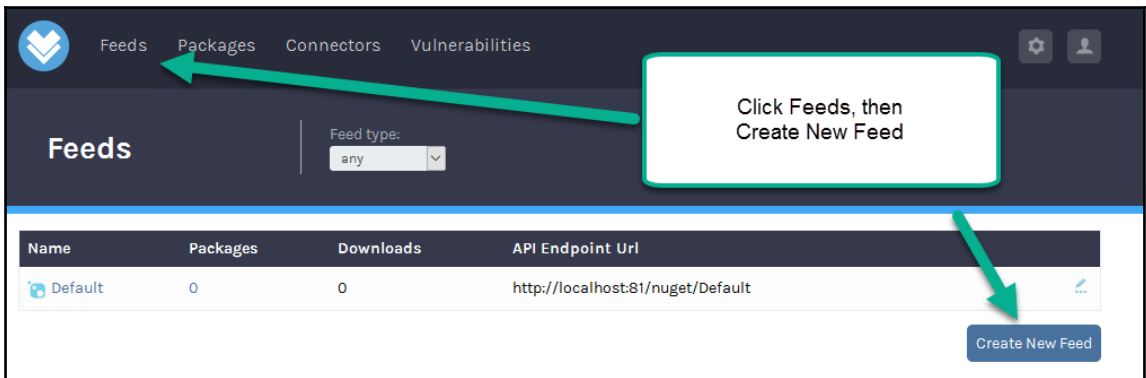 Feeds Packages Connectors Vulnerabilities
Click Feeds, then
Create New Feed
Feeds
Feed type:
any
Name Packages Downloads API Endpoint Url
Default 0 0 http://localhost:81/nuget/Default
Create New Feed